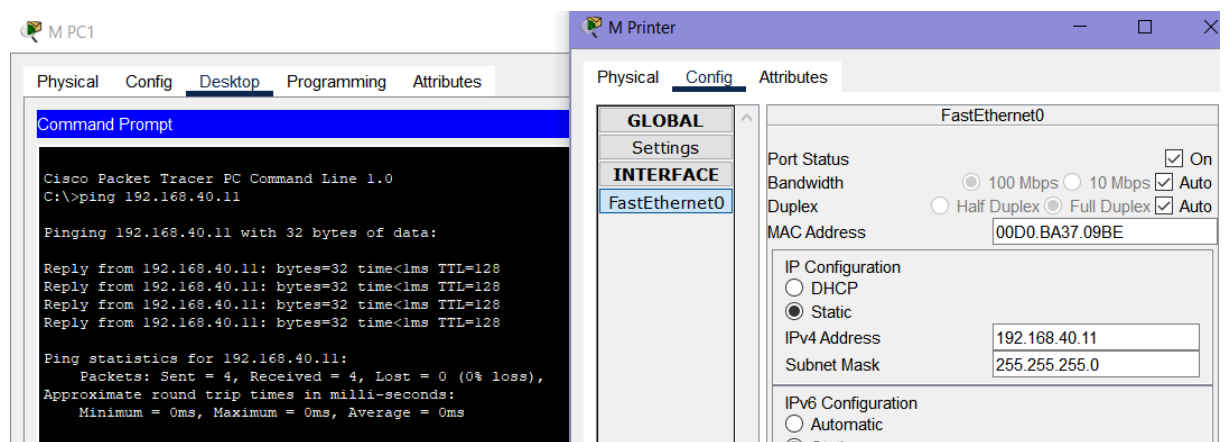 M PC1
Physical Config Desktop Programming Attributes
Command Prompt
Cisco Packet Tracer PC Command Line 1.0
C:\>ping 192.168.40.11
Pinging 192.168.40.11 with 32 bytes of data:
Reply from 192.168.40.11: bytes=32 time<1ms TTL=128
Reply from 192.168.40.11: bytes=32 time<1ms TTL=128
Reply from 192.168.40.11: bytes=32 time<1ms TTL=128
Reply from 192.168.40.11: bytes=32 time<1ms TTL=128
Ping statistics for 192.168.40.11:
Packets: Sent = 4, Received = 4, Lost = 0 (0% loss),
Approximate round trip times in milli-seconds:
Minimum = 0ms, Maximum = 0ms, Average = 0ms
M Printer
Physical Config Attributes
GLOBAL
Settings
INTERFACE
FastEthernet0
FastEthernet0
Port Status On
Bandwidth 100 Mbps 10 Mbps Auto
Duplex Half Duplex Full Duplex Auto
MAC Address 00D0.BA37.09BE
IP Configuration
DHCP
Static
IPv4 Address 192.168.40.11
Subnet Mask 255.255.255.0
IPv6 Configuration
Automatic